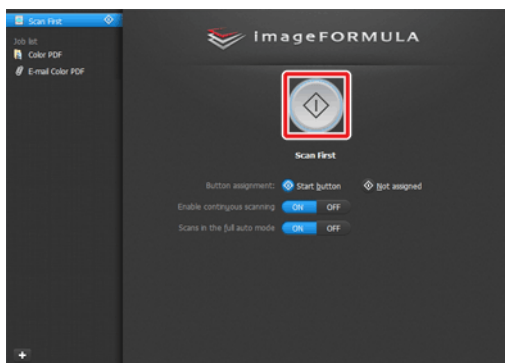 Scan First
Job list
Color PDF
E-mail Color PDF
imageFORMULA
Scan First
Button assignment: Start button Not assigned
Enable continyous scanning ON OFF
Scans in the full auto mode ON OFF